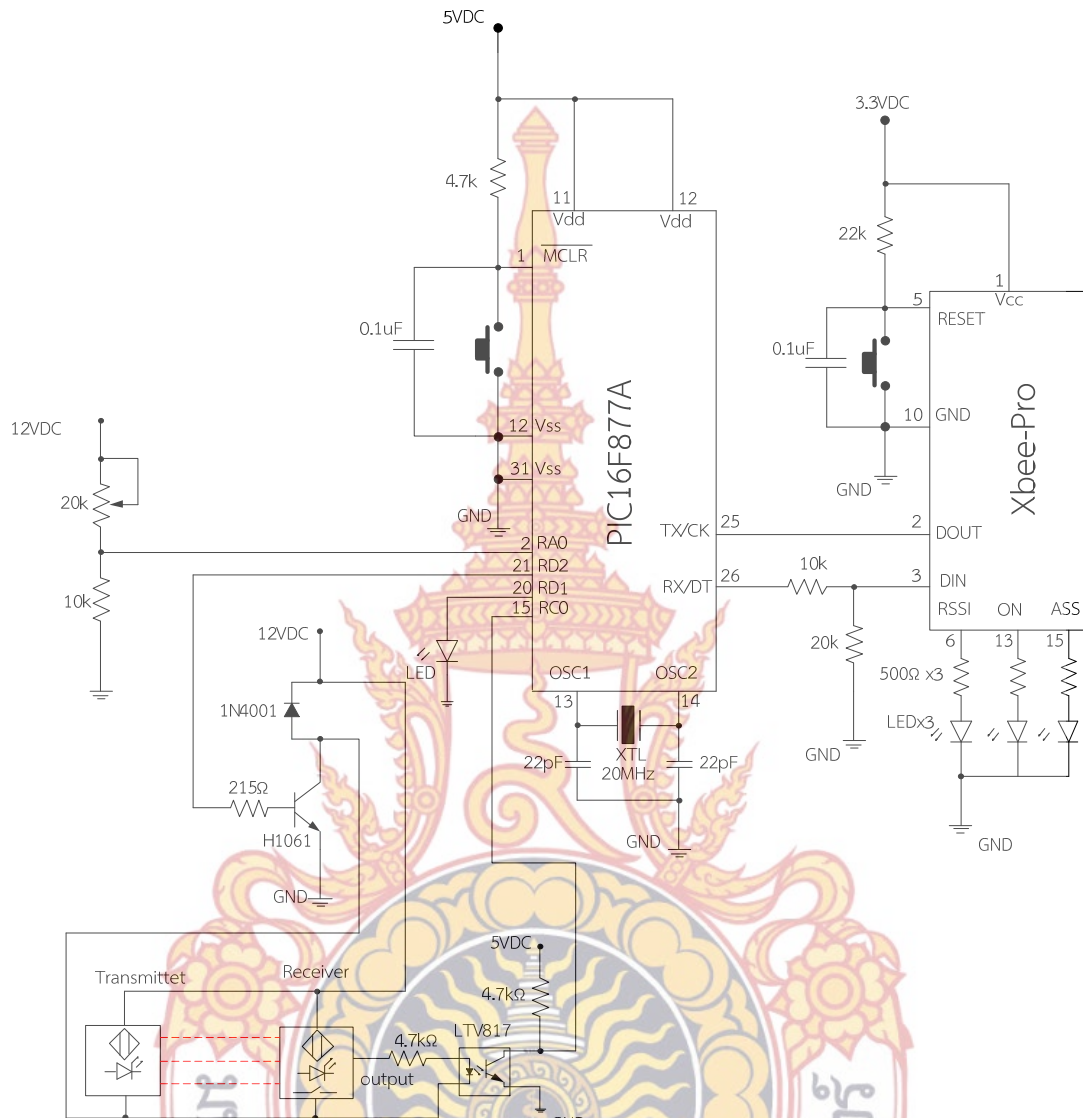 5VDC
3.3VDC
4.7k
11
12
Vdd
Vdd
22k
1
MCLR
1
Vcc
5
RESET
0.1uF
0.1uF
12VDC
12 Vss
10
GND
31 Vss
GND
GND
20k
PIC16F877A
Xbee-Pro
TX/CK
25
2
DOUT
2 RA0
21 RD2
20 RD1
15 RC0
RX/DT
26
10k
3
DIN
10k
RSSI
ON
ASS
6
13
15
12VDC
20k
LED
OSC1
OSC2
500Ω x3
13
14
1N4001
LEDx3
XTL
20MHz
22pF
22pF
GND
215Ω
H1061
GND
GND
GND
5VDC
Transmittet
Receiver
4.7kΩ
LTV817
4.7kΩ
output